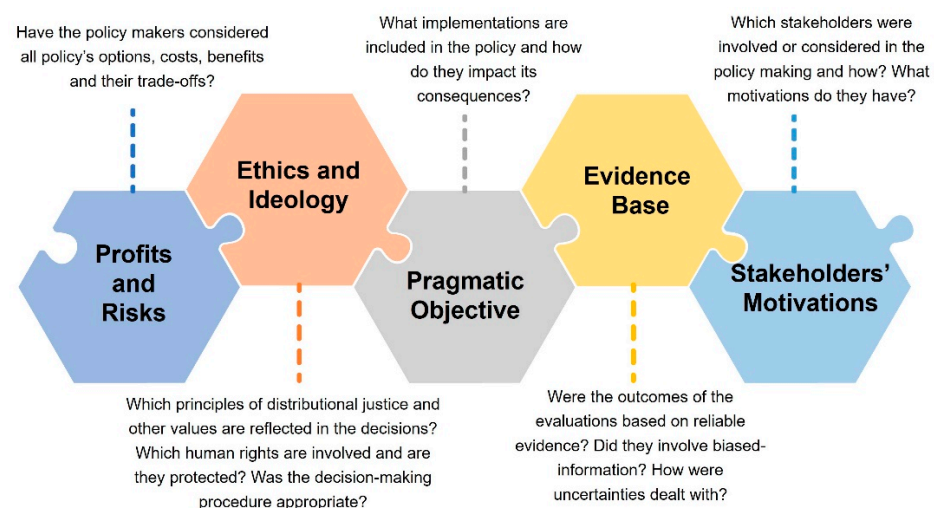 Have the policy makers considered
all policy's options, costs, benefits
and their trade-offs?
What implementations are
included in the policy and how
do they impact its
consequences?
Which stakeholders were
involved or considered in the
policy making and how? What
motivations do they have?
Profits
and
Risks
Ethics and
Ideology
Pragmatic
Objective
Evidence
Base
Stakeholders'
Motivations
Which principles of distributional justice and
other values are reflected in the decisions?
Which human rights are involved and are
they protected? Was the decision-making
procedure appropriate?
Were the outcomes of the
evaluations based on reliable
evidence? Did they involve biased-
information? How were
uncertainties dealt with?